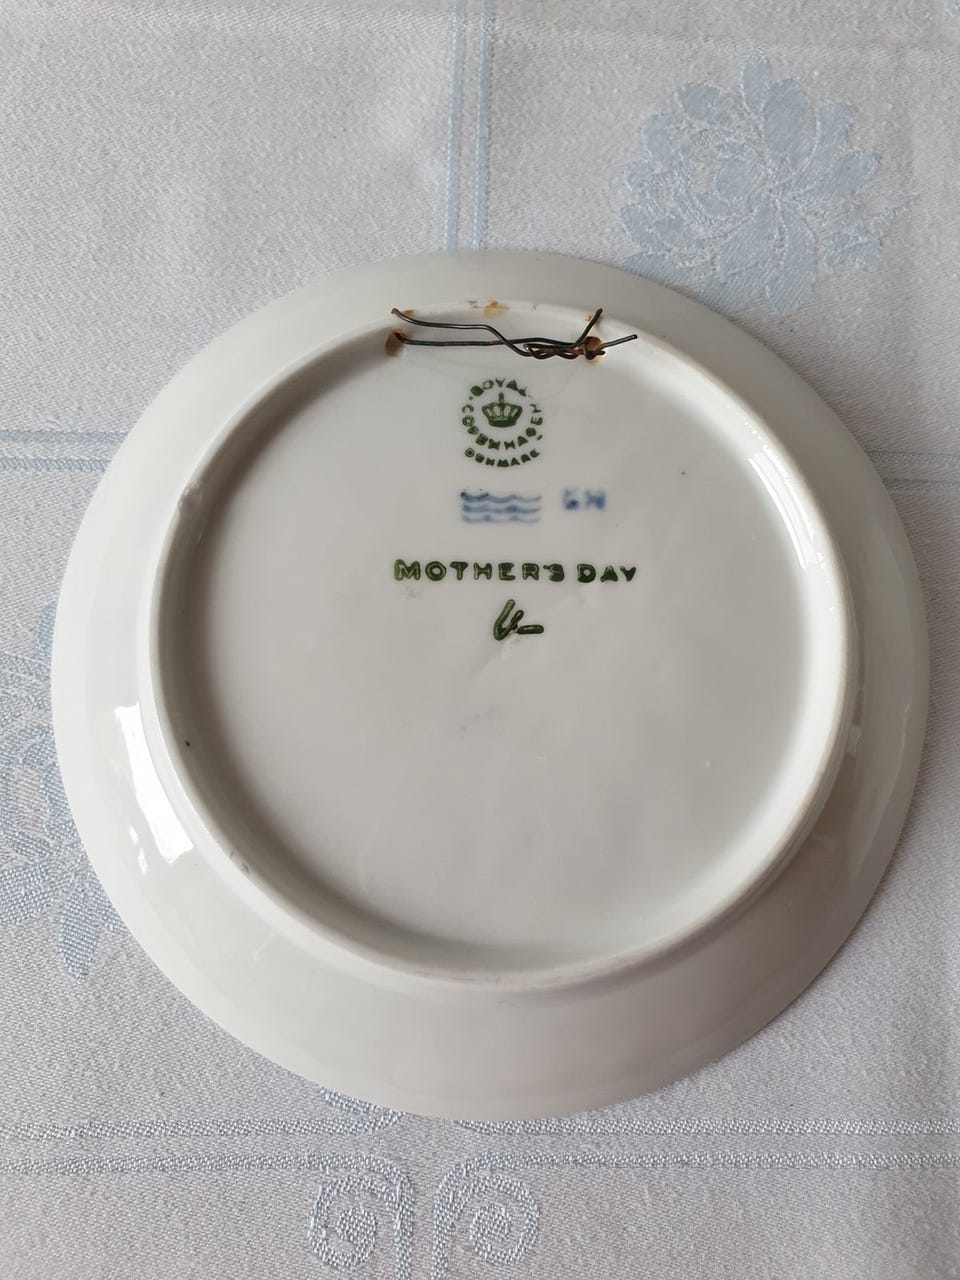 ROYAL
COPENHAGEN
DENMARK
MOTHER'S DAY